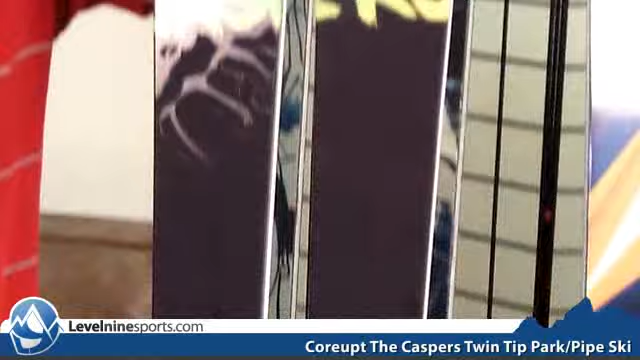 Levelninesports.com
Coreupt The Caspers Twin Tip Park/Pipe Ski